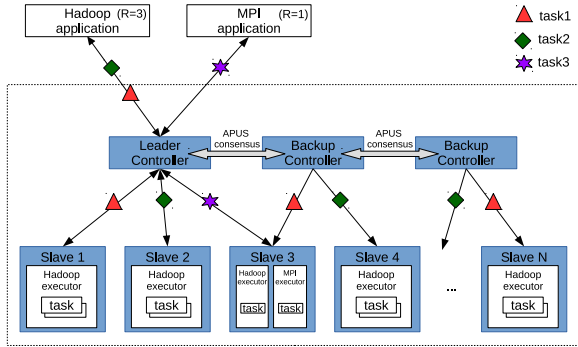 Hadoop (R=3)
application
MPI (R=1)
application
task1
task2
task3
Leader
Controller
APUS
consensus
Backup
Controller
APUS
consensus
Backup
Controller
Slave 1
Hadoop
executor
task
Slave 2
Hadoop
executor
task
Slave 3
Hadoop
executor
task
MPI
executor
task
Slave 4
Hadoop
executor
task
...
Slave N
Hadoop
executor
task